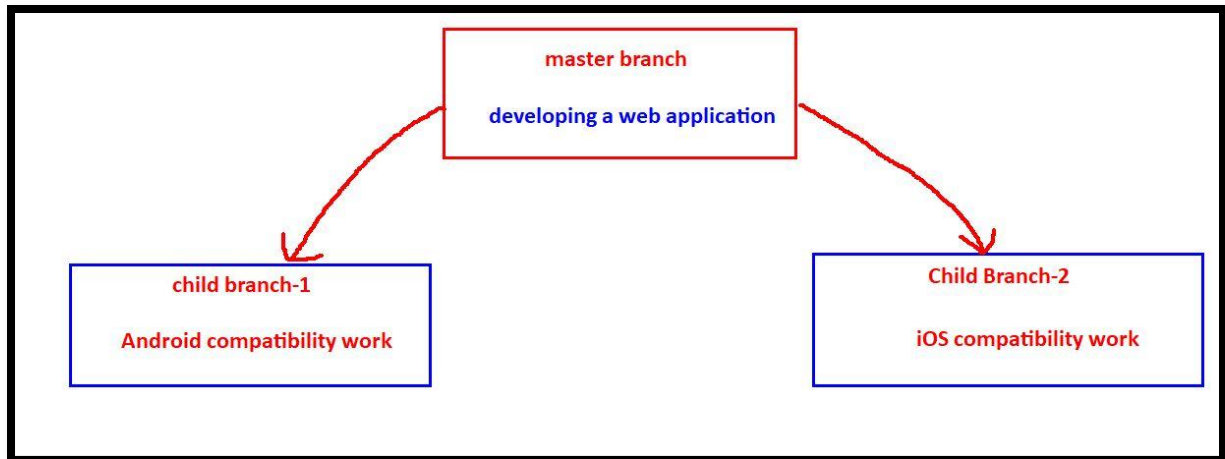 master branch
developing a web application
child branch-1
Android compatibility work
Child Branch-2
iOS compatibility work